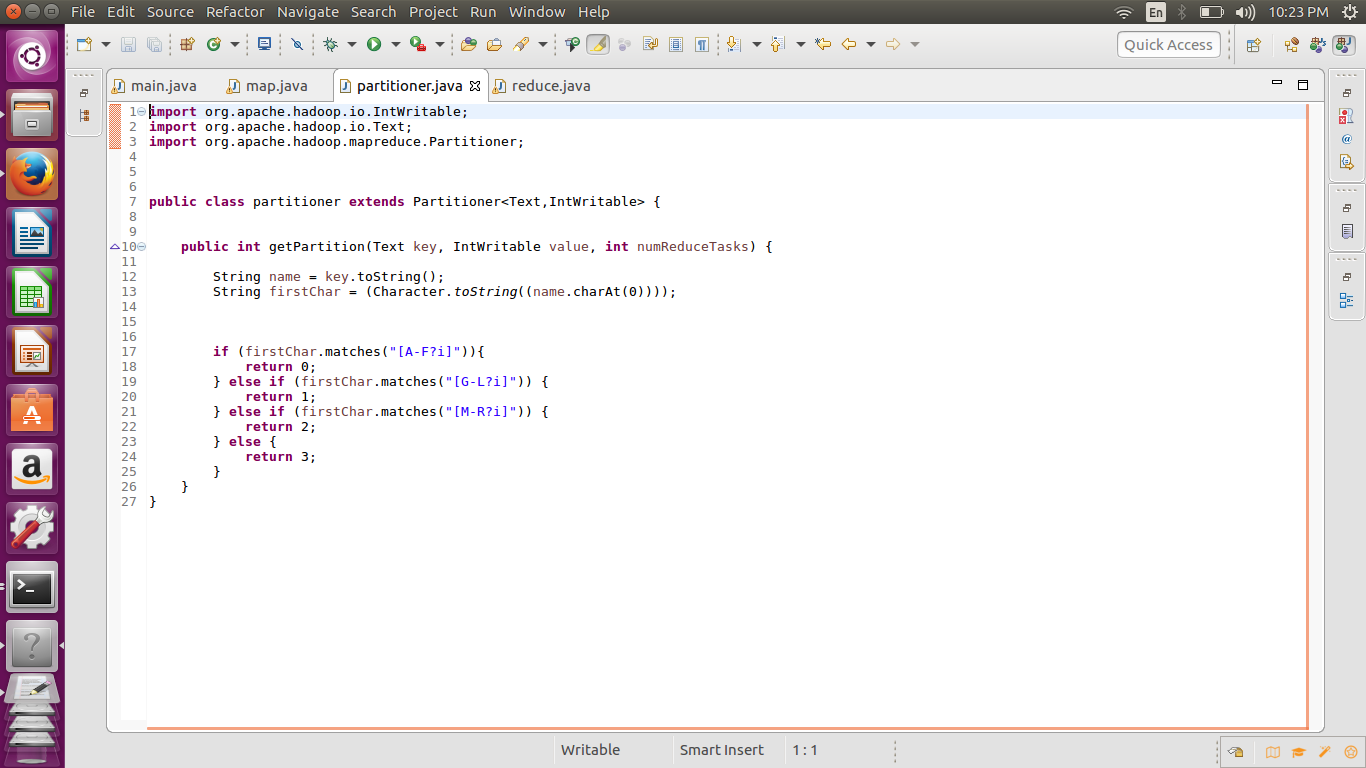 File Edit Source Refactor Navigate Search Project Run Window Help
En
10:23 PM
Quick Access
main.java
map.java
partitioner.java
reduce.java
1 import org.apache.hadoop.io.IntWritable;
2 import org.apache.hadoop.io.Text;
3 import org.apache.hadoop.mapreduce.Partitioner;
4
5
6
7 public class partitioner extends Partitioner<Text,IntWritable> {
8
9
10 public int getPartition(Text key, IntWritable value, int numReduceTasks) {
11
12 String name = key.toString();
13 String firstChar = (Character.toString((name.charAt(0))));
14
15
16
17 if (firstChar.matches("[A-F?i]")){
18 return 0;
19 } else if (firstChar.matches("[G-L?i]")) {
20 return 1;
21 } else if (firstChar.matches("[M-R?i]")) {
22 return 2;
23 } else {
24 return 3;
25 }
26 }
27 }
Writable
Smart Insert
1 : 1